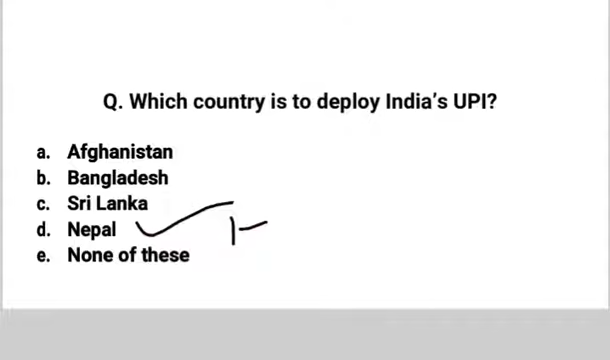 Q. Which country is to deploy India's UPI?
a. Afghanistan
b. Bangladesh
c. Sri Lanka
d. Nepal
e. None of these